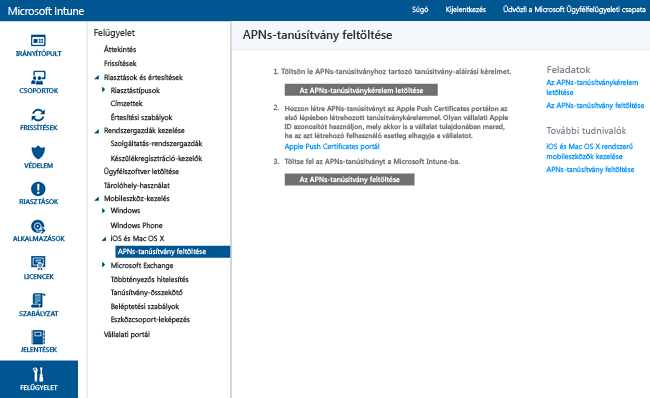 Microsoft Intune
Súgó
Kijelentkezés
Üdvözli a Microsoft Ügyfélfelügyeleti csapata
IRÁNYÍTÓPULT
CSOPORTOK
FRISSÍTÉSEK
VÉDELEM
RIASZTÁSOK
ALKALMAZÁSOK
LICENCEK
SZABÁLYZAT
JELENTÉSEK
FELÜGYELET
Felügyelet
Áttekintés
Frissítések
Riasztások és értesítések
Riasztástípusok
Címzettek
Értesítési szabályok
Rendszergazdák kezelése
Szolgáltatás-rendszergazdák
Készülékregisztráció-kezelők
Ügyfélszoftver letöltése
Tárolóhely-használat
Mobileszköz-kezelés
Windows
Windows Phone
iOS és Mac OS X
APNs-tanúsítvány feltöltése
Microsoft Exchange
Többtényezős hitelesítés
Tanúsítvány-összekötő
Beléptetési szabályok
Eszközcsoport-leképezés
Vállalati portál
APNs-tanúsítvány feltöltése
1. Töltsön le APNs-tanúsítványhoz tartozó tanúsítvány-aláírási kérelmet.
Az APNs-tanúsítványkérelem letöltése
2. Hozzon létre APNs-tanúsítványt az Apple Push Certificates portálon az
első lépésben létrehozott tanúsítványkérelemmel. Olyan vállalati Apple
ID azonosítót használjon, mely akkor is a vállalat tulajdonában marad,
ha az azt létrehozó felhasználó esetleg elhagyja a vállalatot.
Apple Push Certificates portál
3. Töltse fel az APNs-tanúsítványt a Microsoft Intune-ba.
Az APNs-tanúsítvány feltöltése
Feladatok
Az APNs-tanúsítványkérelem
letöltése
Az APNs-tanúsítvány feltöltése
További tudnivalók
iOS és Mac OS X rendszerű
mobileszközök kezelése
APNs-tanúsítvány feltöltése